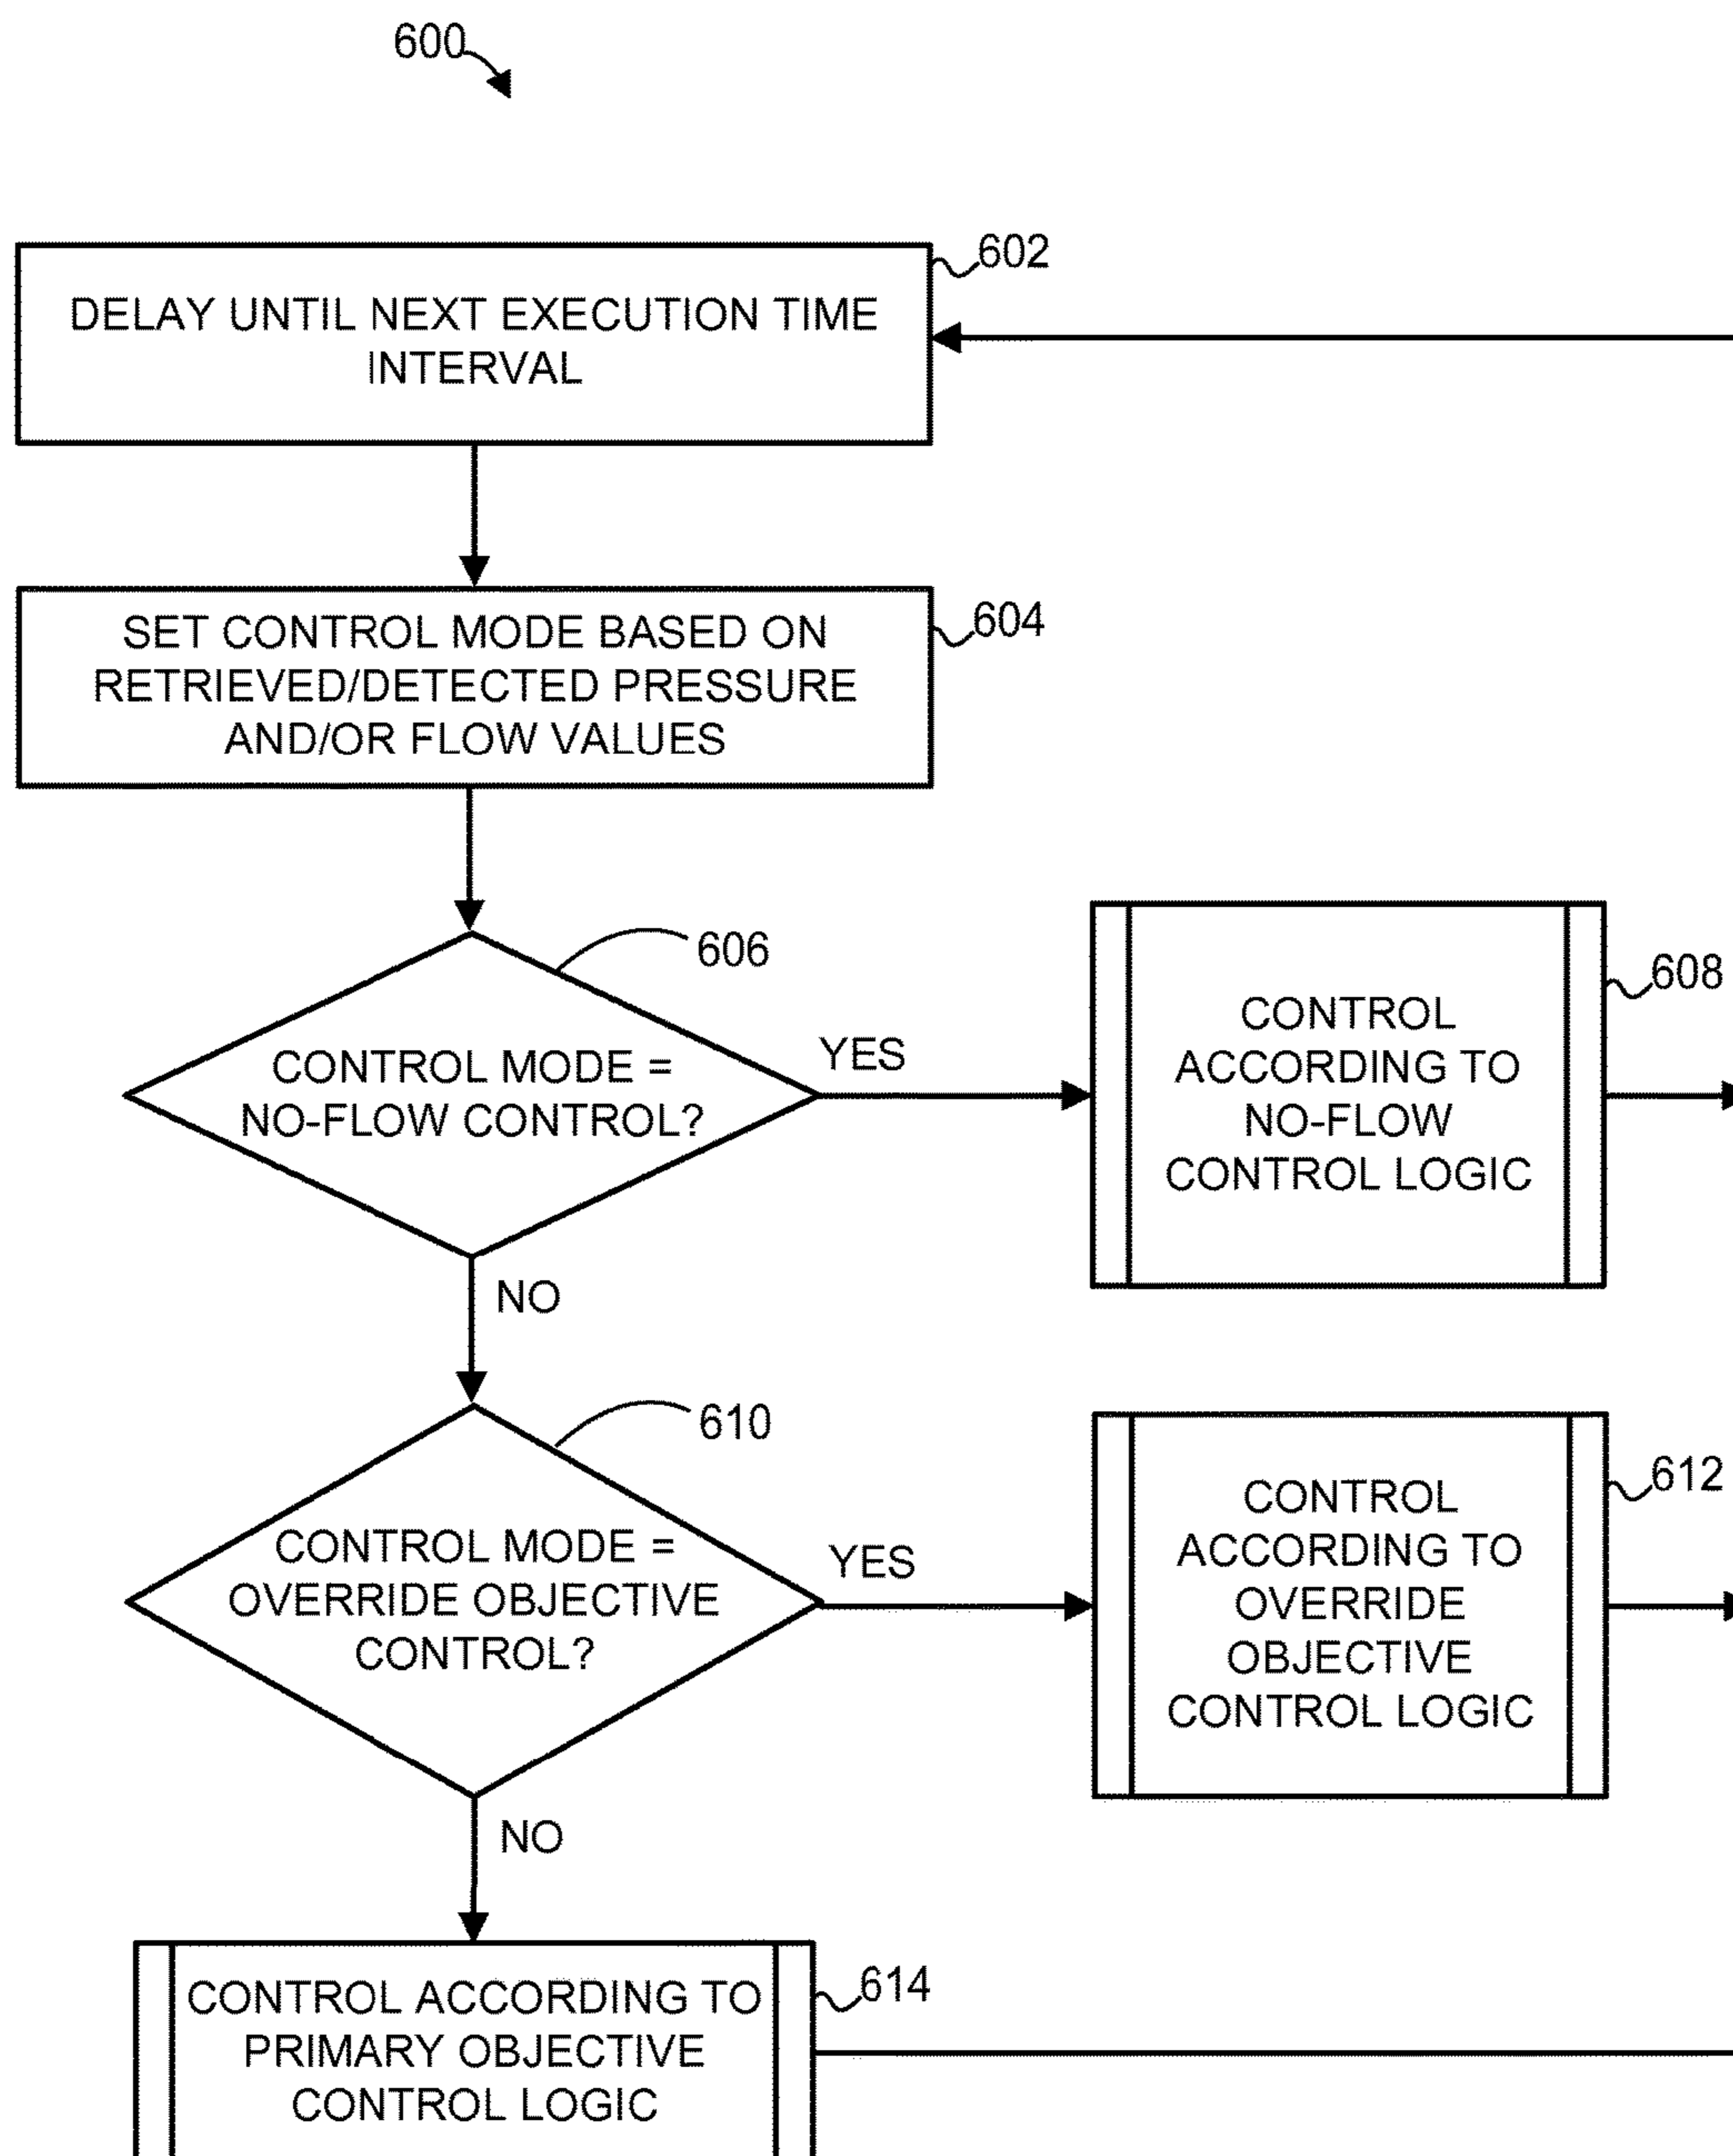 600
602
DELAY UNTIL NEXT EXECUTION TIME
INTERVAL
604
SET CONTROL MODE BASED ON
RETRIEVED/DETECTED PRESSURE
AND/OR FLOW VALUES
606
CONTROL MODE =
NO-FLOW CONTROL?
YES
608
CONTROL
ACCORDING TO
NO-FLOW
CONTROL LOGIC
NO
610
CONTROL MODE =
OVERRIDE OBJECTIVE
CONTROL?
YES
612
CONTROL
ACCORDING TO
OVERRIDE
OBJECTIVE
CONTROL LOGIC
NO
614
CONTROL ACCORDING TO
PRIMARY OBJECTIVE
CONTROL LOGIC